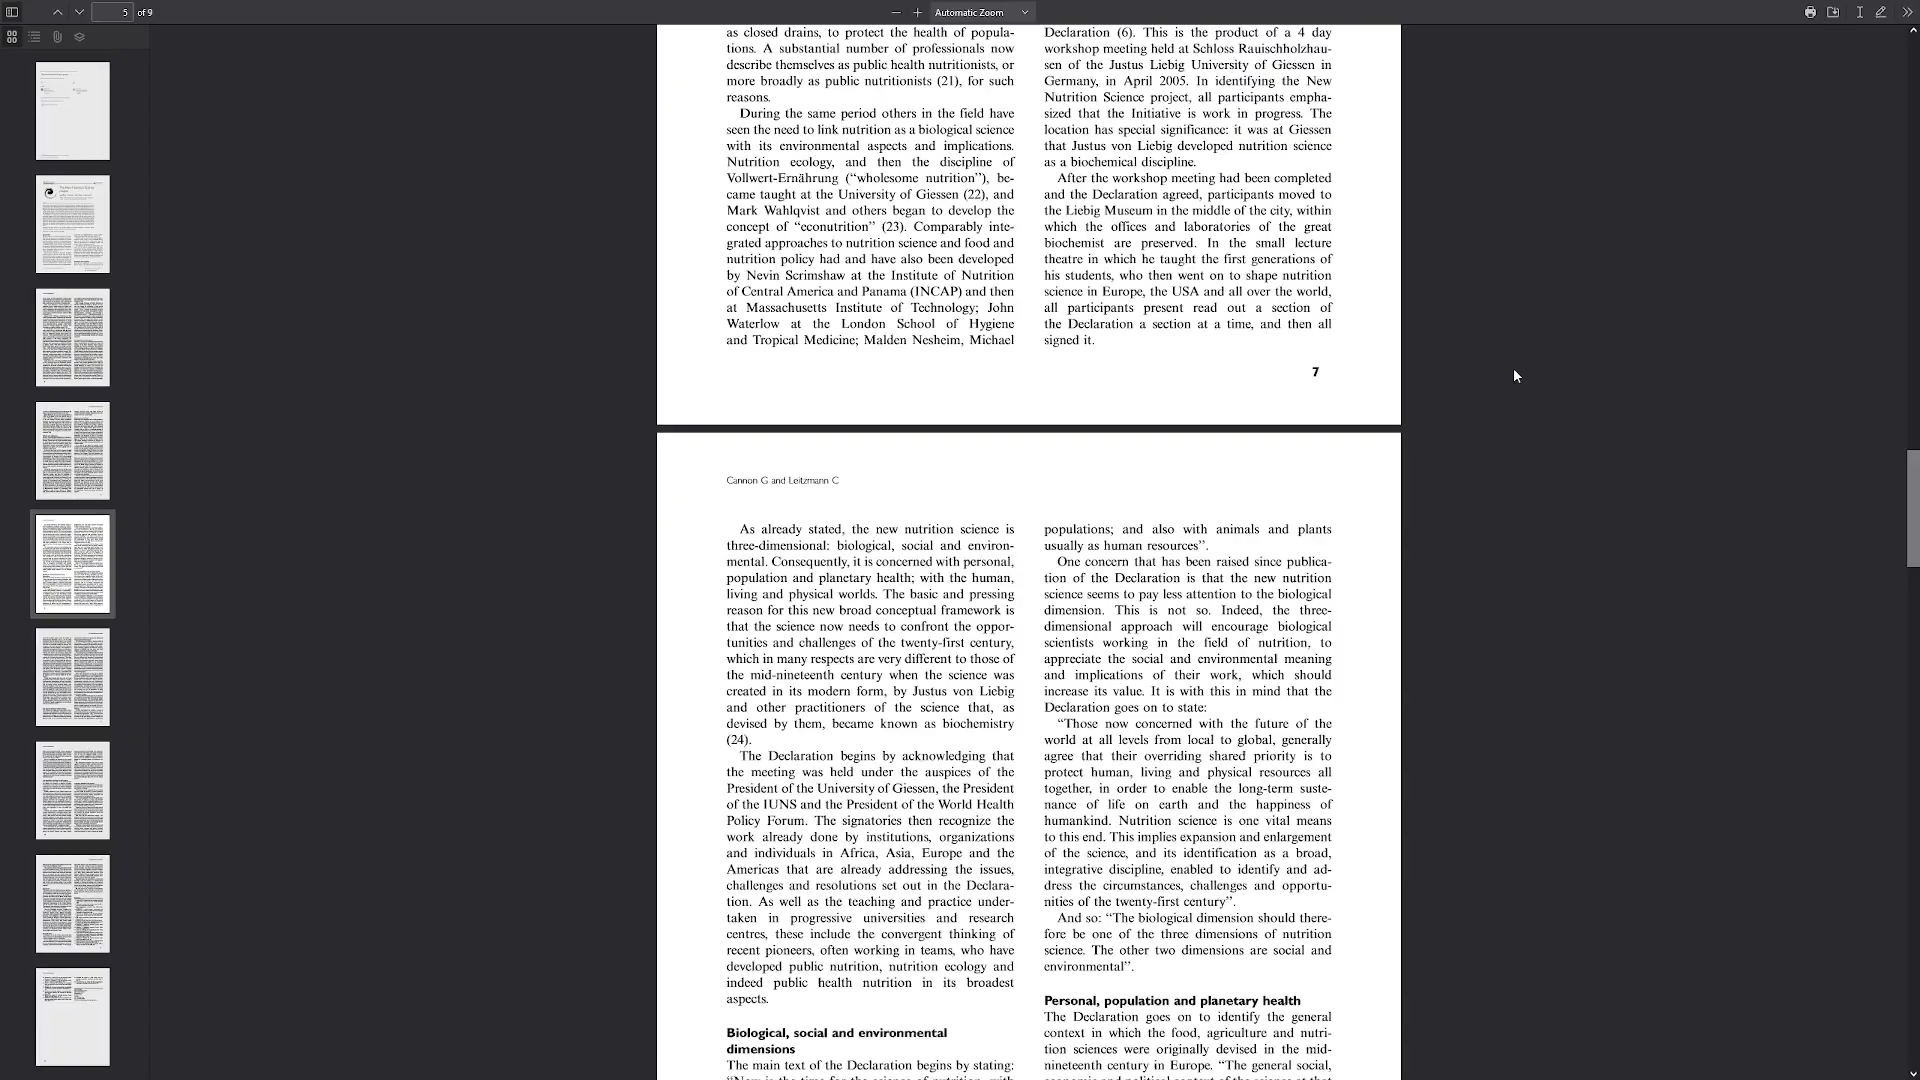 5
of 9
Automatic Zoom
as closed drains, to protect the health of popula-
tions. A substantial number of professionals now
describe themselves as public health nutritionists, or
more broadly as public nutritionists (21), for such
reasons.
During the same period others in the field have
seen the need to link nutrition as a biological science
with its environmental aspects and implications.
Nutrition ecology, and then the discipline of
Vollwert-Ernährung (“wholesome nutrition”), be-
came taught at the University of Giessen (22), and
Mark Wahlqvist and others began to develop the
concept of “econutrition” (23). Comparably inte-
grated approaches to nutrition science and food and
nutrition policy had and have also been developed
by Nevin Scrimshaw at the Institute of Nutrition
of Central America and Panama (INCAP) and then
at Massachusetts Institute of Technology; John
Waterlow at the London School of Hygiene
and Tropical Medicine; Malden Nesheim, Michael
Declaration (6). This is the product of a 4 day
workshop meeting held at Schloss Rauischholzhau-
sen of the Justus Liebig University of Giessen in
Germany, in April 2005. In identifying the New
Nutrition Science project, all participants empha-
sized that the Initiative is work in progress. The
location has special significance: it was at Giessen
that Justus von Liebig developed nutrition science
as a biochemical discipline.
After the workshop meeting had been completed
and the Declaration agreed, participants moved to
the Liebig Museum in the middle of the city, within
which the offices and laboratories of the great
biochemist are preserved. In the small lecture
theatre in which he taught the first generations of
his students, who then went on to shape nutrition
science in Europe, the USA and all over the world,
all participants present read out a section of
the Declaration a section at a time, and then all
signed it.
7
Cannon G and Leitzmann C
As already stated, the new nutrition science is
three-dimensional: biological, social and environ-
mental. Consequently, it is concerned with personal,
population and planetary health; with the human,
living and physical worlds. The basic and pressing
reason for this new broad conceptual framework is
that the science now needs to confront the oppor-
tunities and challenges of the twenty-first century,
which in many respects are very different to those of
the mid-nineteenth century when the science was
created in its modern form, by Justus von Liebig
and other practitioners of the science that, as
devised by them, became known as biochemistry
(24).
The Declaration begins by acknowledging that
the meeting was held under the auspices of the
President of the University of Giessen, the President
of the IUNS and the President of the World Health
Policy Forum. The signatories then recognize the
work already done by institutions, organizations
and individuals in Africa, Asia, Europe and the
Americas that are already addressing the issues,
challenges and resolutions set out in the Declara-
tion. As well as the teaching and practice under-
taken in progressive universities and research
centres, these include the convergent thinking of
recent pioneers, often working in teams, who have
developed public nutrition, nutrition ecology and
indeed public health nutrition in its broadest
aspects.
Biological, social and environmental
dimensions
The main text of the Declaration begins by stating:
“Now is the time for the science of nutrition, with
populations; and also with animals and plants
usually as human resources”.
One concern that has been raised since publica-
tion of the Declaration is that the new nutrition
science seems to pay less attention to the biological
dimension. This is not so. Indeed, the three-
dimensional approach will encourage biological
scientists working in the field of nutrition, to
appreciate the social and environmental meaning
and implications of their work, which should
increase its value. It is with this in mind that the
Declaration goes on to state:
“Those now concerned with the future of the
world at all levels from local to global, generally
agree that their overriding shared priority is to
protect human, living and physical resources all
together, in order to enable the long-term suste-
nance of life on earth and the happiness of
humankind. Nutrition science is one vital means
to this end. This implies expansion and enlargement
of the science, and its identification as a broad,
integrative discipline, enabled to identify and ad-
dress the circumstances, challenges and opportu-
nities of the twenty-first century”.
And so: “The biological dimension should there-
fore be one of the three dimensions of nutrition
science. The other two dimensions are social and
environmental”.
Personal, population and planetary health
The Declaration goes on to identify the general
context in which the food, agriculture and nutri-
tion sciences were originally devised in the mid-
nineteenth century in Europe. “The general social,
economic and political context of the science at that